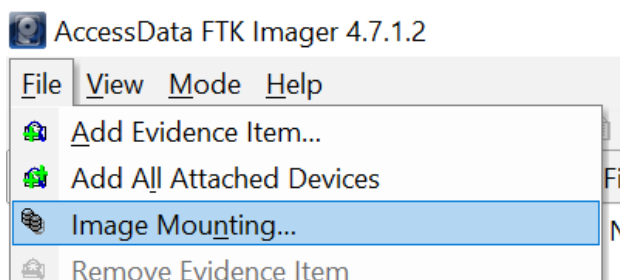 AccessData FTK Imager 4.7.1.2
File View Mode Help
Add Evidence Item...
Add All Attached Devices
Image Mounting...
Remove Evidence Item